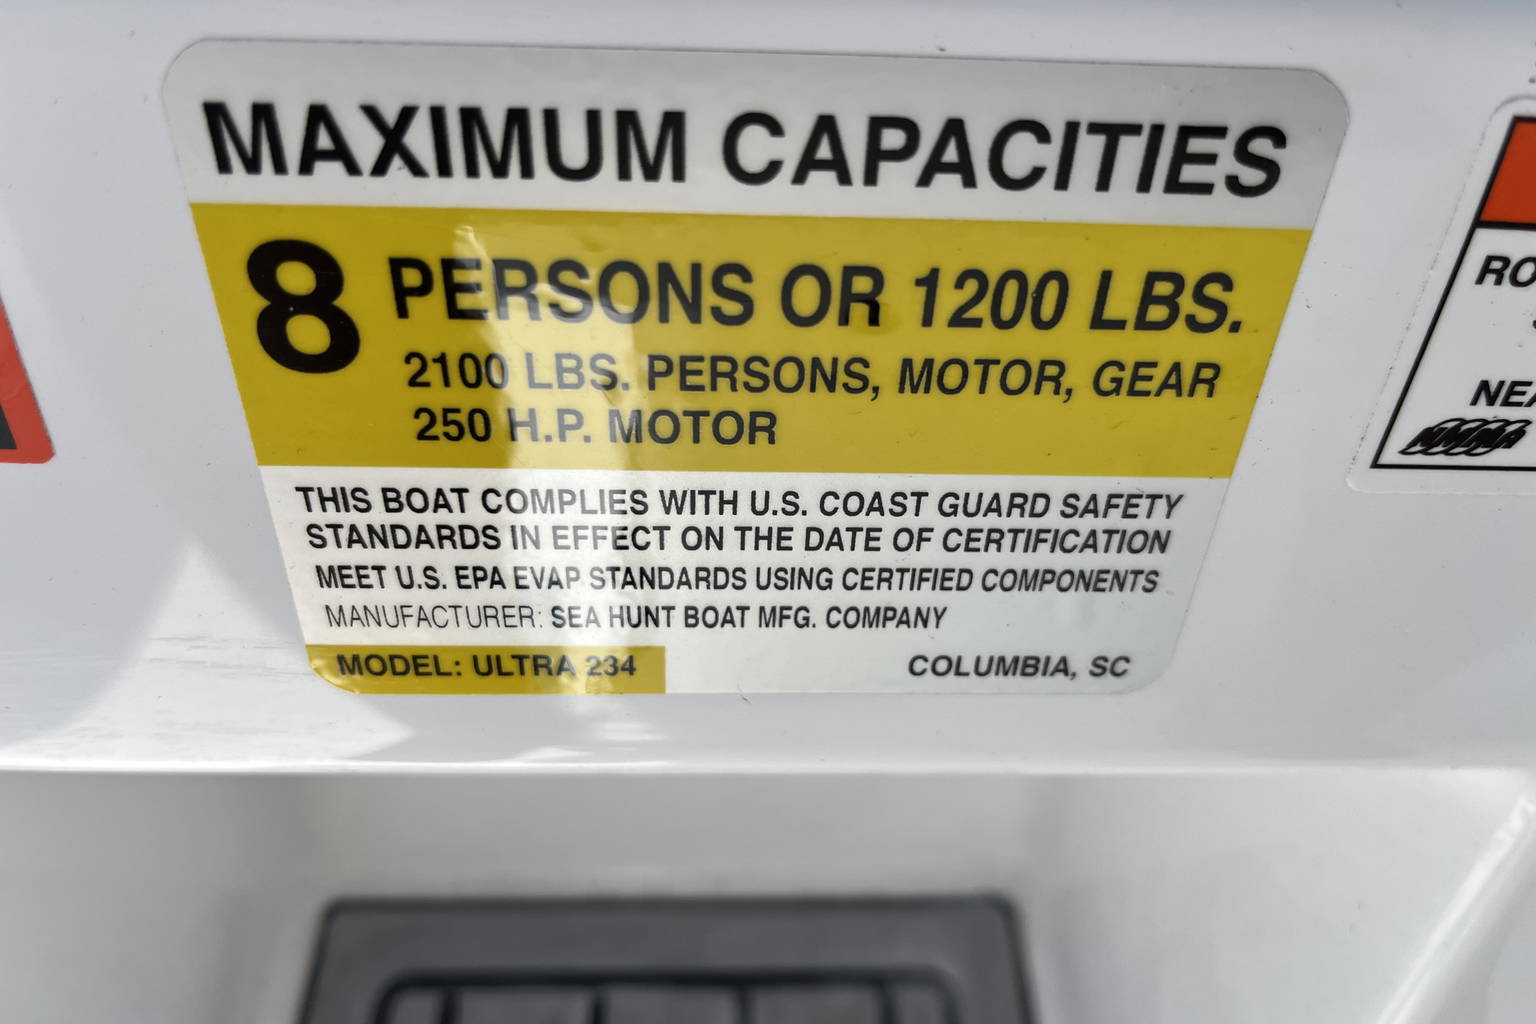 MAXIMUM CAPACITIES
8 PERSONS OR 1200 LBS.
2100 LBS. PERSONS, MOTOR, GEAR
250 H.P. MOTOR
THIS BOAT COMPLIES WITH U.S. COAST GUARD SAFETY
STANDARDS IN EFFECT ON THE DATE OF CERTIFICATION
MEET U.S. EPA EVAP STANDARDS USING CERTIFIED COMPONENTS
MANUFACTURER: SEA HUNT BOAT MFG. COMPANY
MODEL: ULTRA 234 COLUMBIA, SC